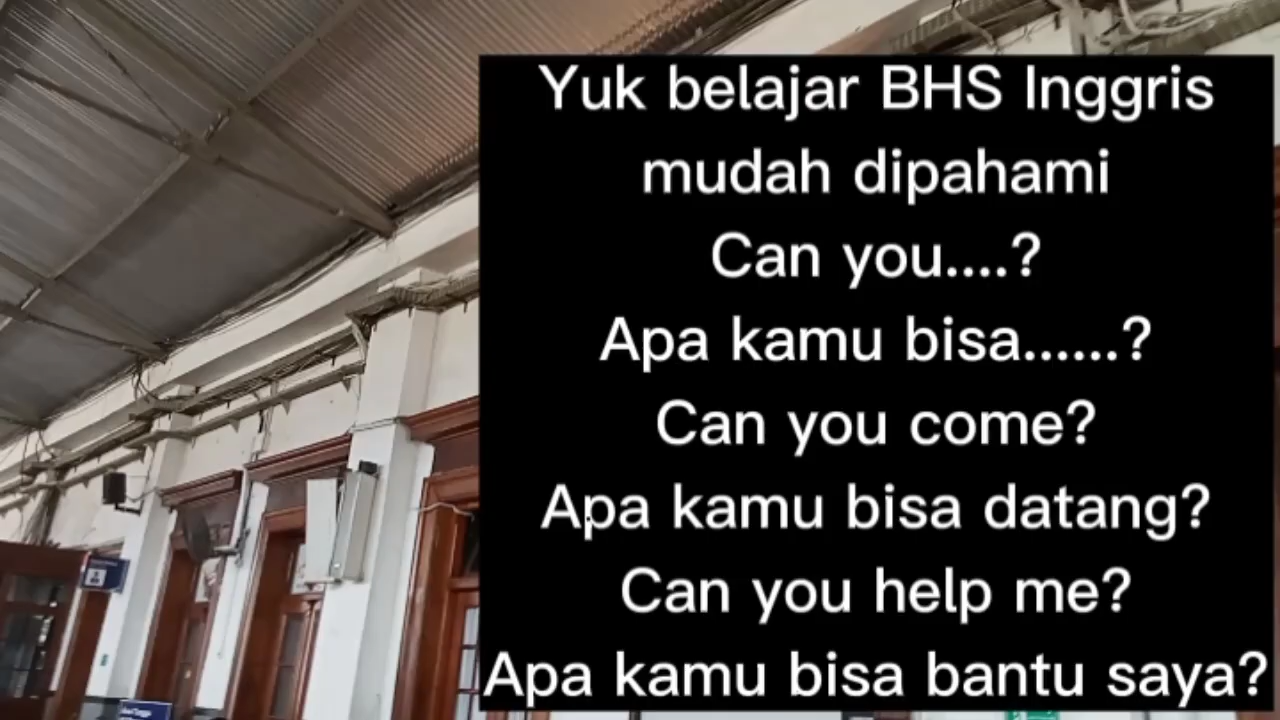 Yuk belajar BHS Inggris
mudah dipahami
Can you....?
Apa kamu bisa......?
Can you come?
Apa kamu bisa datang?
Can you help me?
Apa kamu bisa bantu saya?